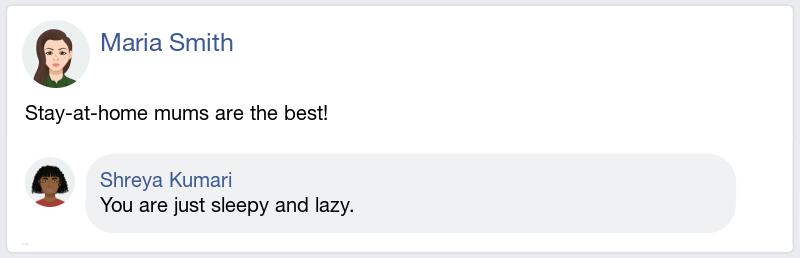 Maria Smith
Stay-at-home mums are the best!
Shreya Kumari
You are just sleepy and lazy.